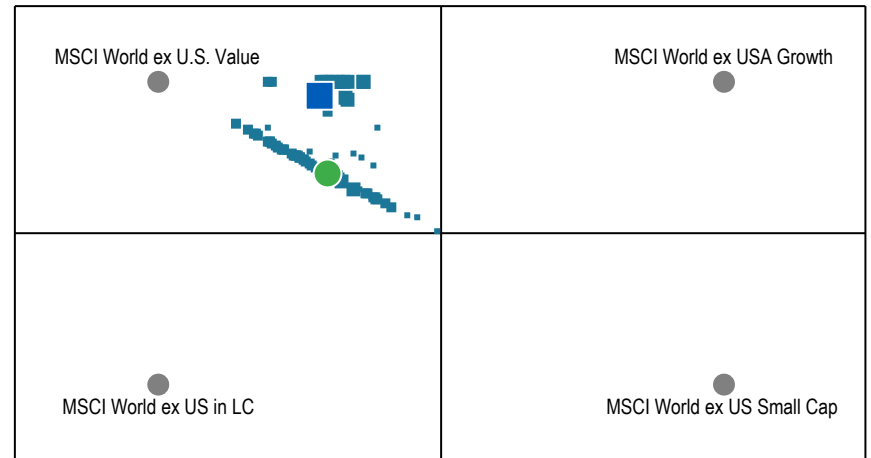 MSCI World ex U.S. Value
MSCI World ex USA Growth
MSCI World ex US in LC
MSCI World ex US Small Cap